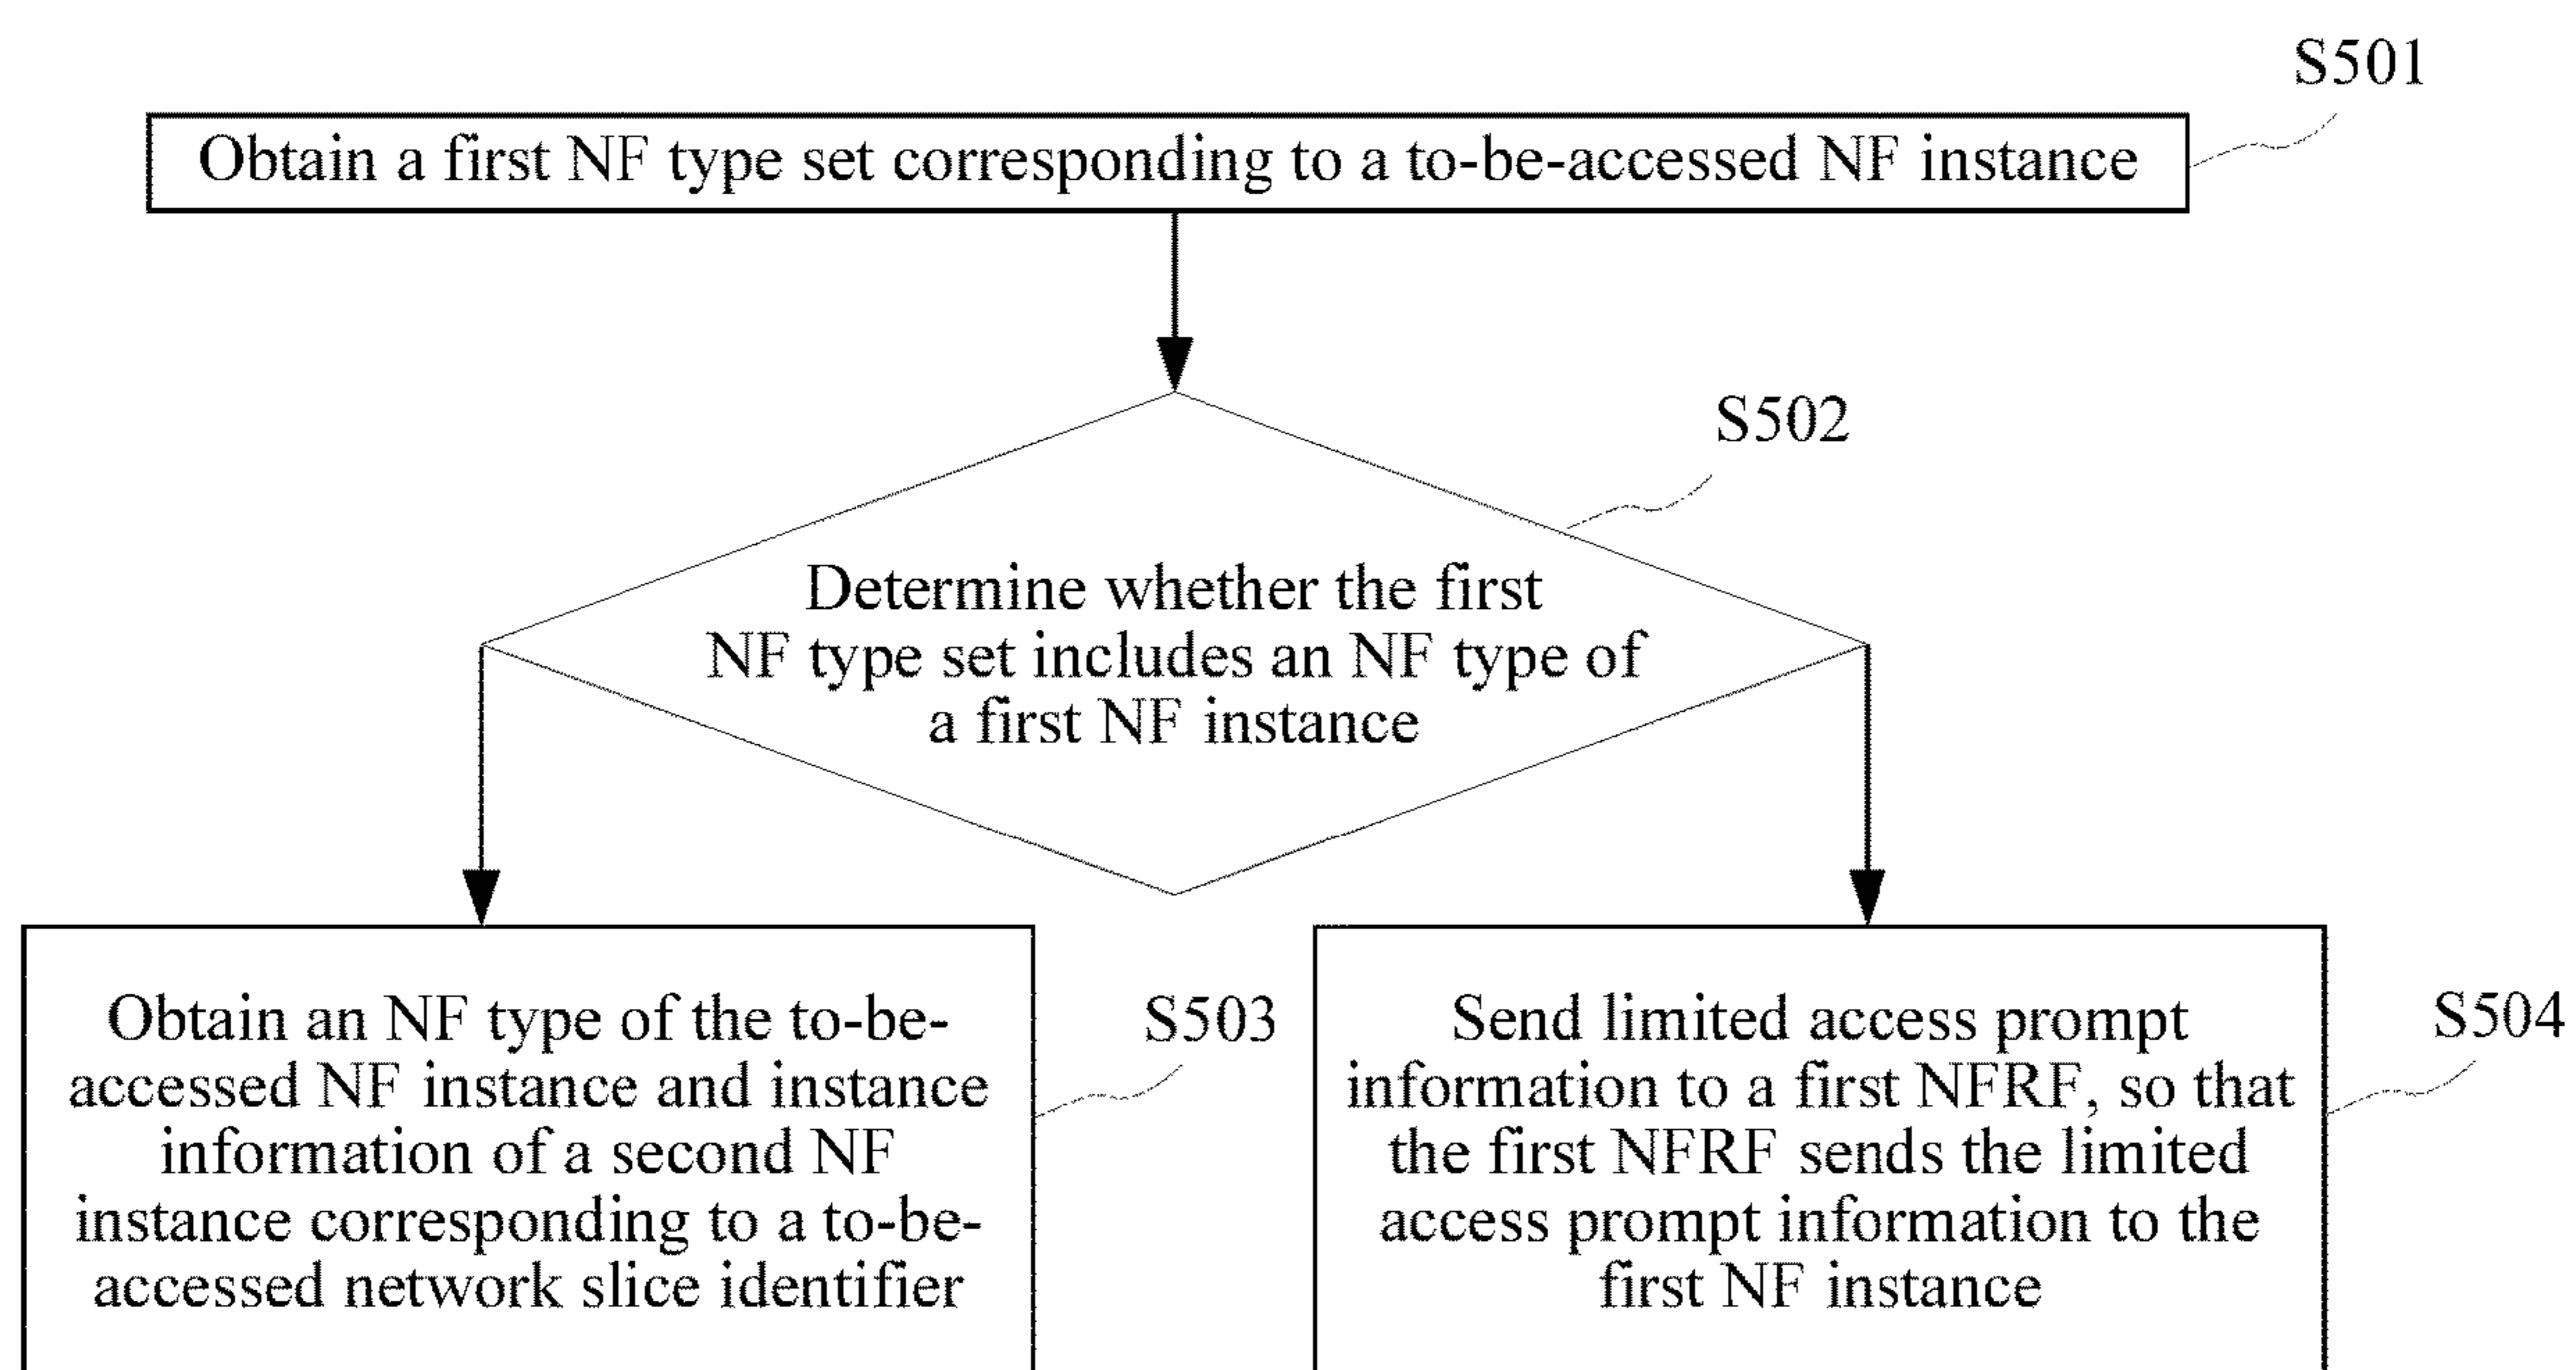 S501
Obtain a first NF type set corresponding to a to-be-accessed NF instance
S502
Determine whether the first
NF type set includes an NF type of
a first NF instance
Obtain an NF type of the to-be-
accessed NF instance and instance
information of a second NF
instance corresponding to a to-be-
accessed network slice identifier
S503
Send limited access prompt
information to a first NFRF, so that
the first NFRF sends the limited
access prompt information to the
first NF instance
S504